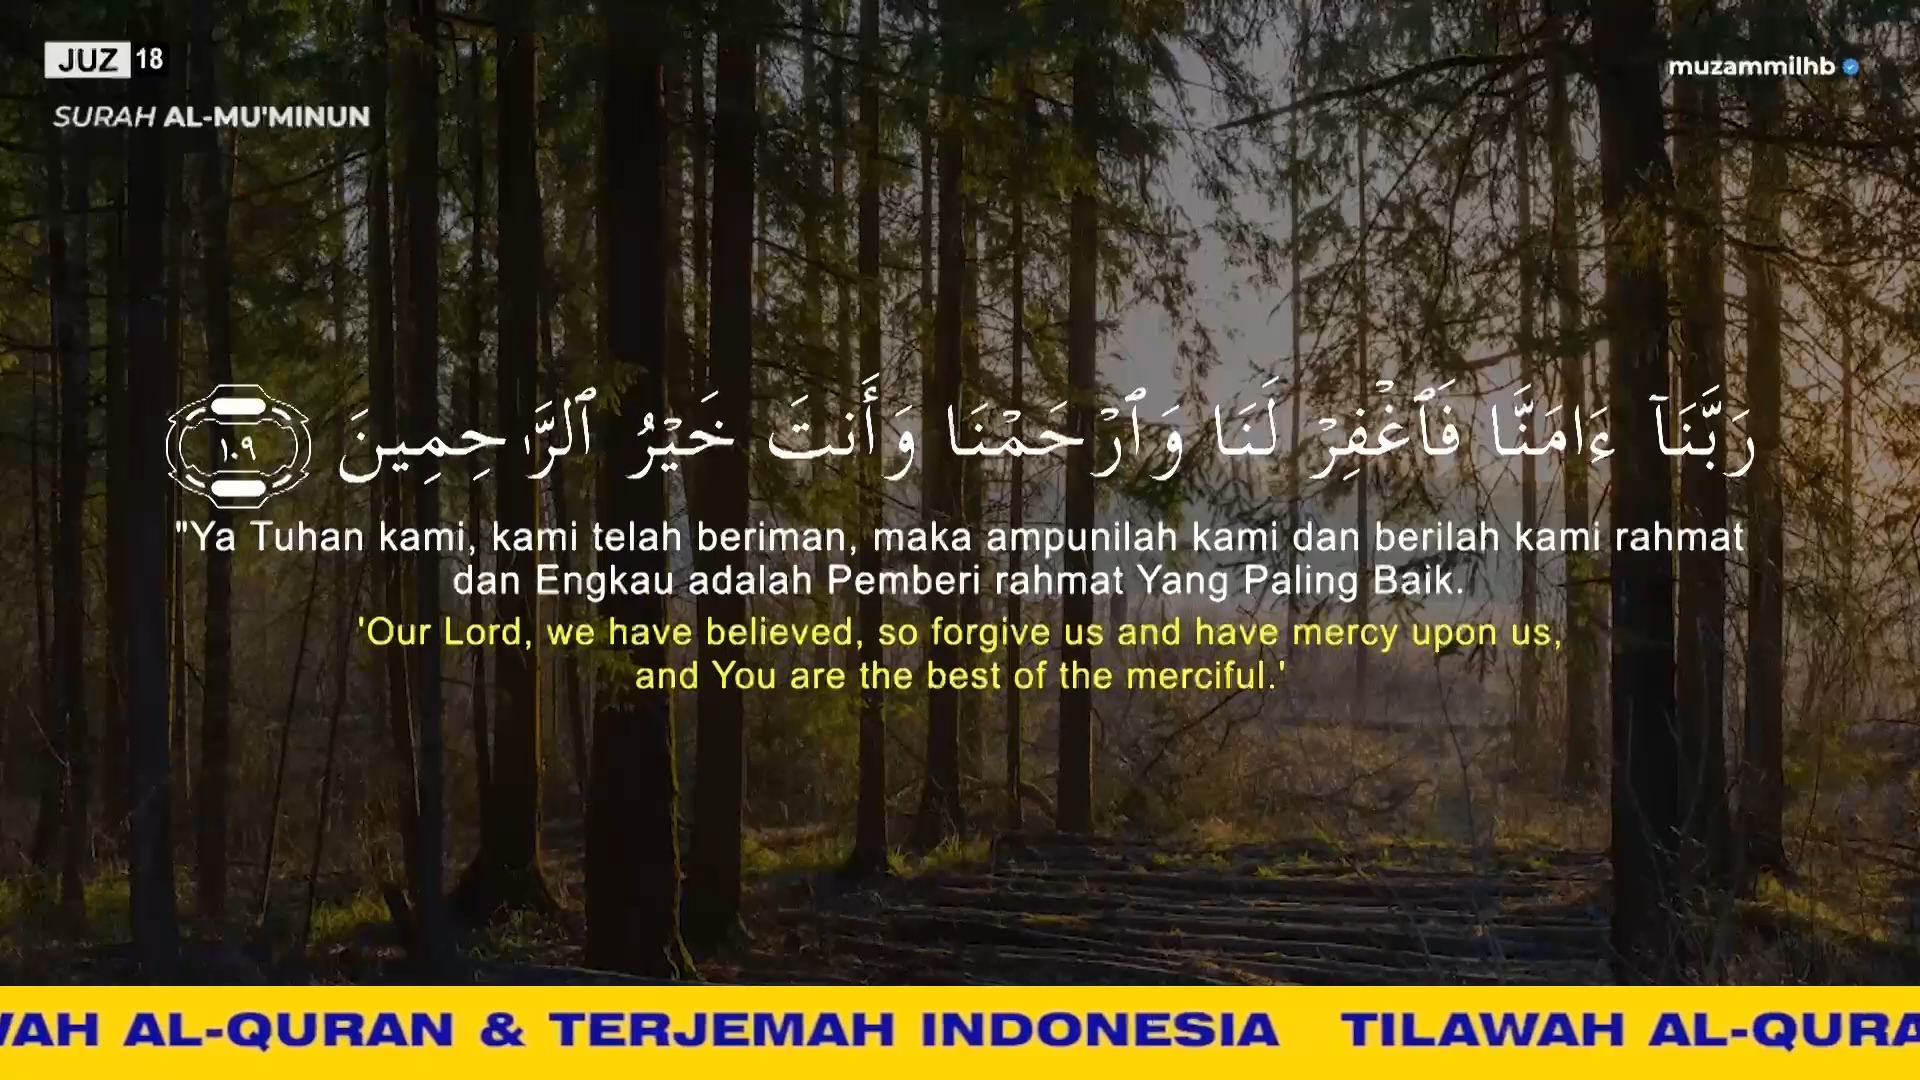 JUZ 18
muzammilhb
SURAH AL-MU'MINUN
رَبَّنَآ ءَامَنَّا فَٱغْفِرْ لَنَا وَٱرْحَمْنَا وَأَنتَ خَيْرُ ٱلرَّٰحِمِينَ ١٠٩
"Ya Tuhan kami, kami telah beriman, maka ampunilah kami dan berilah kami rahmat
dan Engkau adalah Pemberi rahmat Yang Paling Baik.
'Our Lord, we have believed, so forgive us and have mercy upon us,
and You are the best of the merciful.'
WAH AL-QURAN & TERJEMAH INDONESIA TILAWAH AL-QURA